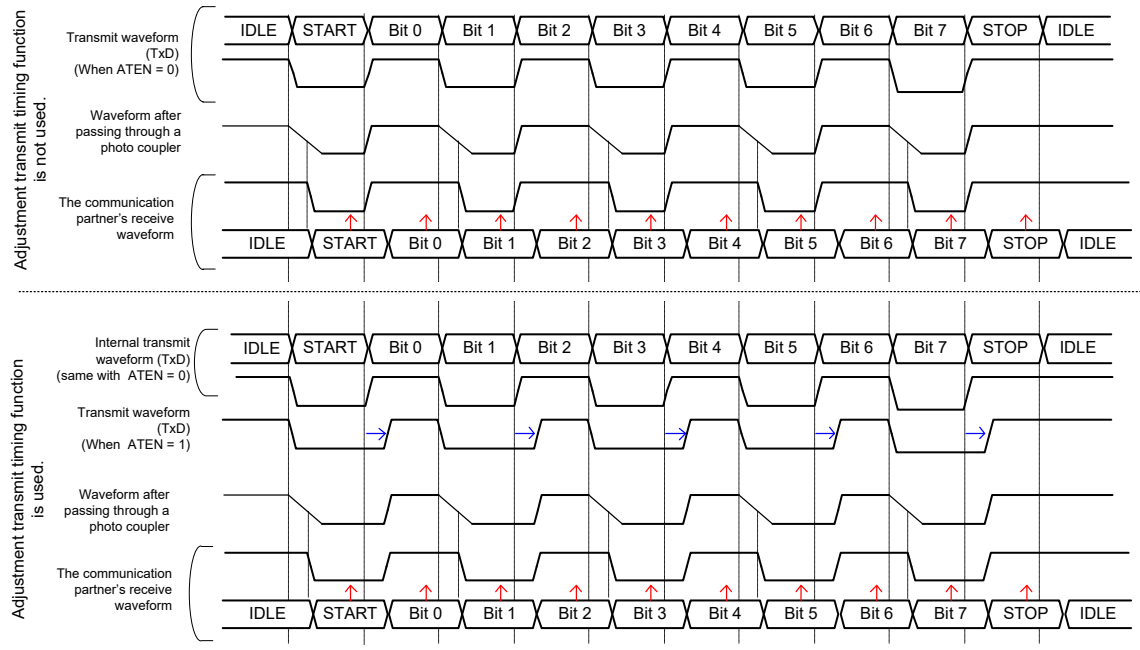 Adjustment transmit timing function
is not used.
Transmit waveform
(TxD)
(When ATEN = 0)
IDLE START Bit 0 Bit 1 Bit 2 Bit 3 Bit 4 Bit 5 Bit 6 Bit 7 STOP IDLE
Waveform after
passing through a
photo coupler
The communication
partner's receive
waveform
IDLE START Bit 0 Bit 1 Bit 2 Bit 3 Bit 4 Bit 5 Bit 6 Bit 7 STOP IDLE
Adjustment transmit timing function
is used.
Internal transmit
waveform (TxD)
(same with ATEN = 0)
IDLE START Bit 0 Bit 1 Bit 2 Bit 3 Bit 4 Bit 5 Bit 6 Bit 7 STOP IDLE
Transmit waveform
(TxD)
(When ATEN = 1)
Waveform after
passing through a
photo coupler
The communication
partner's receive
waveform
IDLE START Bit 0 Bit 1 Bit 2 Bit 3 Bit 4 Bit 5 Bit 6 Bit 7 STOP IDLE